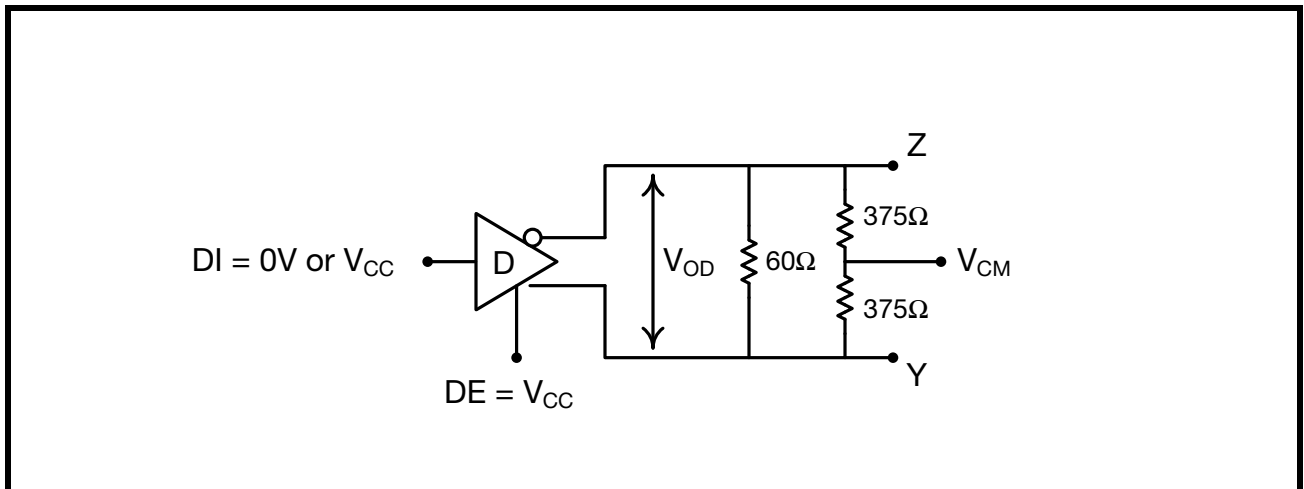 Z
375Ω
DI = 0V or VCC
D
VOD
60Ω
VCM
375Ω
Y
DE = VCC